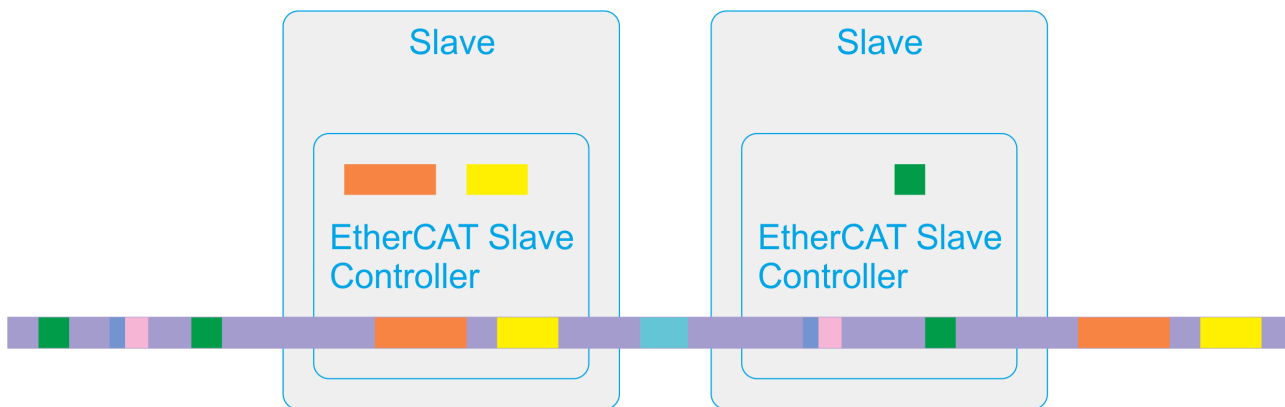 Slave
EtherCAT Slave
Controller
Slave
EtherCAT Slave
Controller